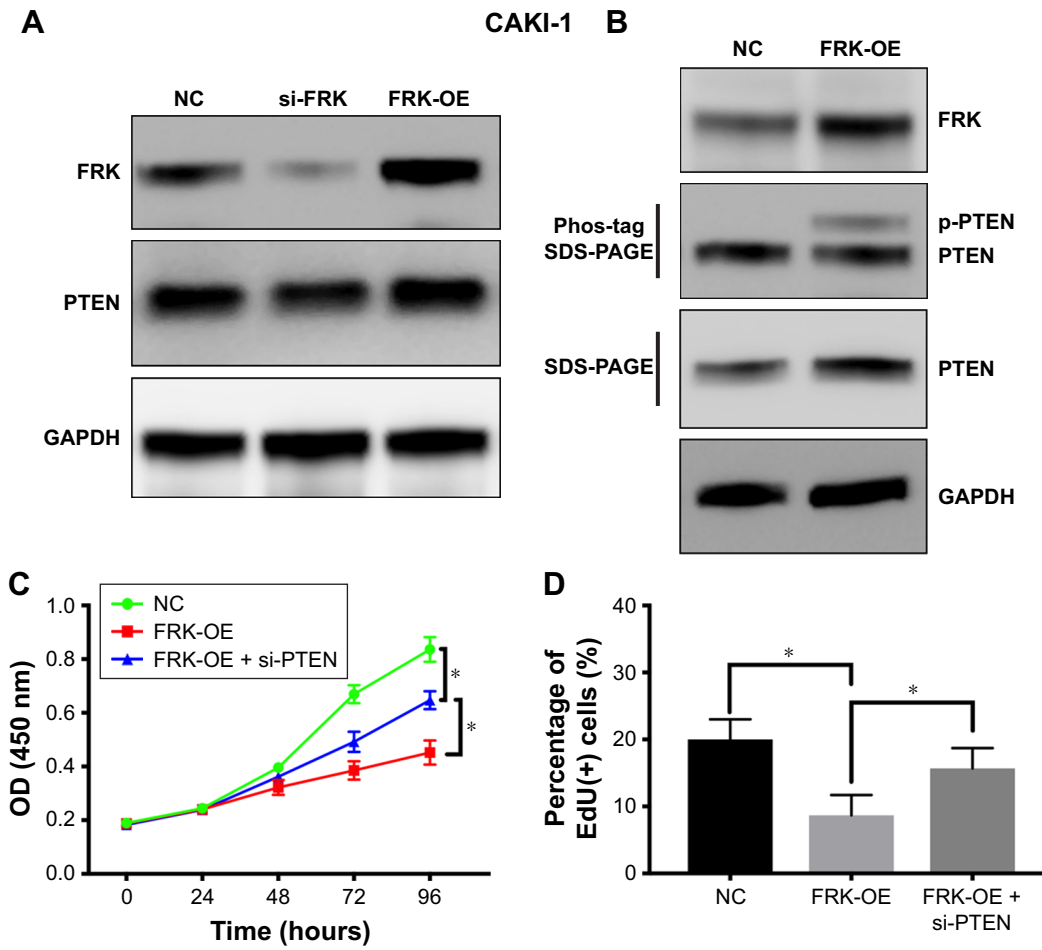 A
CAKI-1
B
NC
si-FRK
FRK-OE
FRK
PTEN
GAPDH
NC
FRK-OE
FRK
Phos-tag
SDS-PAGE
p-PTEN
PTEN
SDS-PAGE
PTEN
GAPDH
C
NC
FRK-OE
FRK-OE + si-PTEN
OD (450 nm)
1.0
0.8
0.6
0.4
0.2
0.0
*
*
0
24
48
72
96
Time (hours)
D
Percentage of
EdU(+) cells (%)
40
30
20
10
0
*
*
NC
FRK-OE
FRK-OE +
si-PTEN